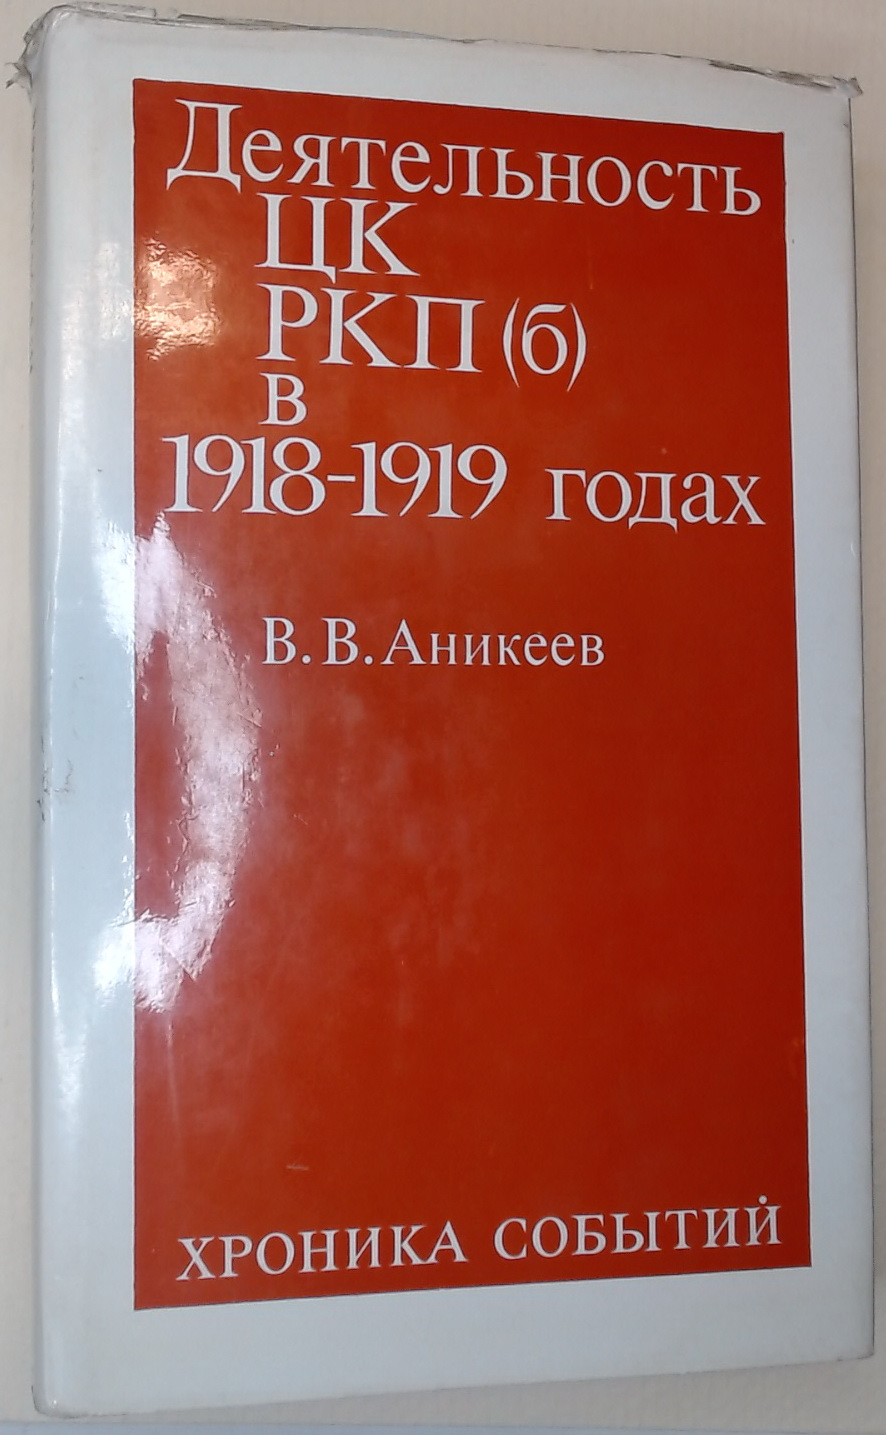 Деятельность
ЦК
РКП (б)
в
1918-1919 годах
В. В. Аникеев
ХРОНИКА СОБЫТИЙ